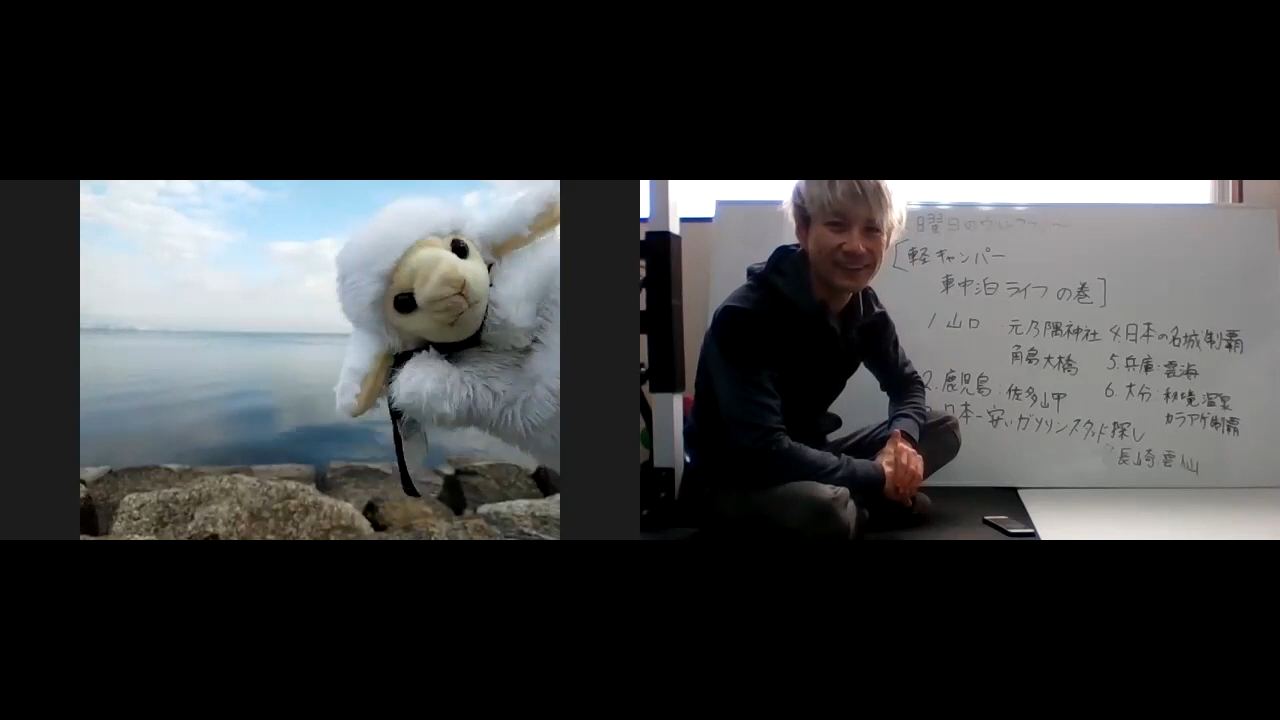 曜日のウルフ
[軽キャンパー
車中泊ライフの巻]
1 山口 元乃隅神社
角島大橋
2.鹿児島:佐多岬
日本一安いガソリンスタンド探し
4.日本の名城制覇
5.兵庫:雲海
6.大分:秘境温泉
カラアゲ制覇
長崎雲仙